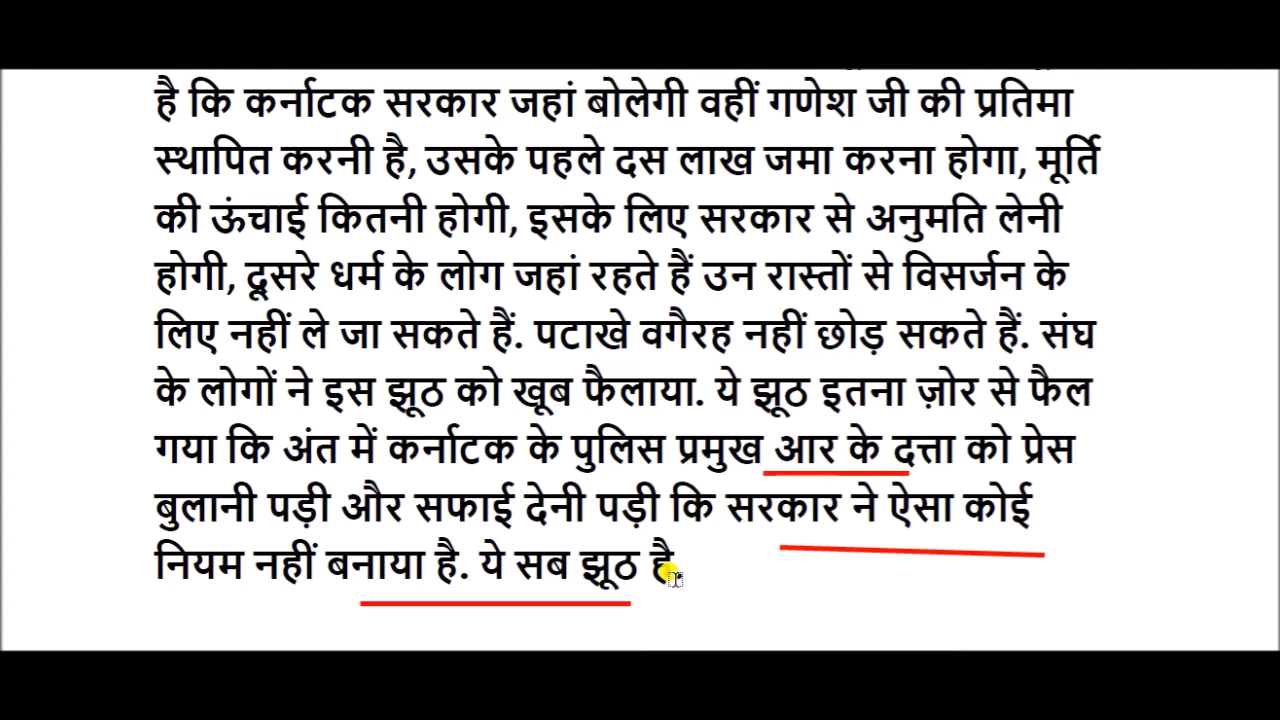 है कि कर्नाटक सरकार जहां बोलेगी वहीं गणेश जी की प्रतिमा
स्थापित करनी है, उसके पहले दस लाख जमा करना होगा, मूर्ति
की ऊंचाई कितनी होगी, इसके लिए सरकार से अनुमति लेनी
होगी, दूसरे धर्म के लोग जहां रहते हैं उन रास्तों से विसर्जन के
लिए नहीं ले जा सकते हैं. पटाखे वगैरह नहीं छोड़ सकते हैं. संघ
के लोगों ने इस झूठ को खूब फैलाया. ये झूठ इतना ज़ोर से फैल
गया कि अंत में कर्नाटक के पुलिस प्रमुख आर के दत्ता को प्रेस
बुलानी पड़ी और सफाई देनी पड़ी कि सरकार ने ऐसा कोई
नियम नहीं बनाया है. ये सब झूठ है